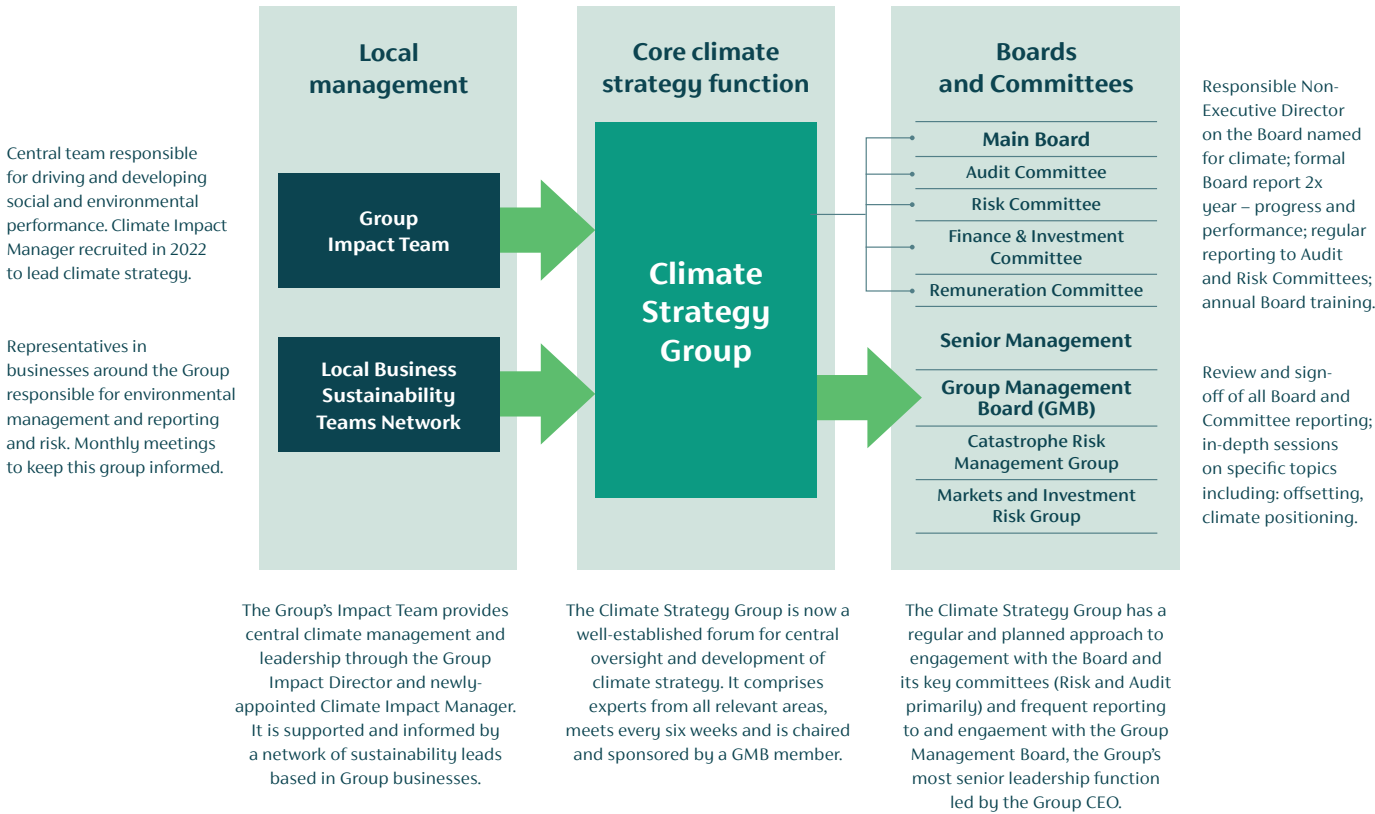 Local
management
Core climate
strategy function
Boards
and Committees
Central team responsible
for driving and developing
social and environmental
performance. Climate Impact
Manager recruited in 2022
to lead climate strategy.
Representatives in
businesses around the Group
responsible for environmental
management and reporting
and risk. Monthly meetings
to keep this group informed.
Group
Impact Team
Local Business
Sustainability
Teams Network
Climate
Strategy
Group
Main Board
Audit Committee
Risk Committee
Finance & Investment
Committee
Remuneration Committee
Senior Management
Group Management
Board (GMB)
Catastrophe Risk
Management Group
Markets and Investment
Risk Group
Responsible Non-
Executive Director
on the Board named
for climate; formal
Board report 2x
year – progress and
performance; regular
reporting to Audit
and Risk Committees;
annual Board training.
Review and sign-
off of all Board and
Committee reporting;
in-depth sessions
on specific topics
including: offsetting,
climate positioning.
The Group’s Impact Team provides
central climate management and
leadership through the Group
Impact Director and newly-
appointed Climate Impact Manager.
It is supported and informed by
a network of sustainability leads
based in Group businesses.
The Climate Strategy Group is now a
well-established forum for central
oversight and development of
climate strategy. It comprises
experts from all relevant areas,
meets every six weeks and is chaired
and sponsored by a GMB member.
The Climate Strategy Group has a
regular and planned approach to
engagement with the Board and
its key committees (Risk and Audit
primarily) and frequent reporting
to and engaement with the Group
Management Board, the Group’s
most senior leadership function
led by the Group CEO.